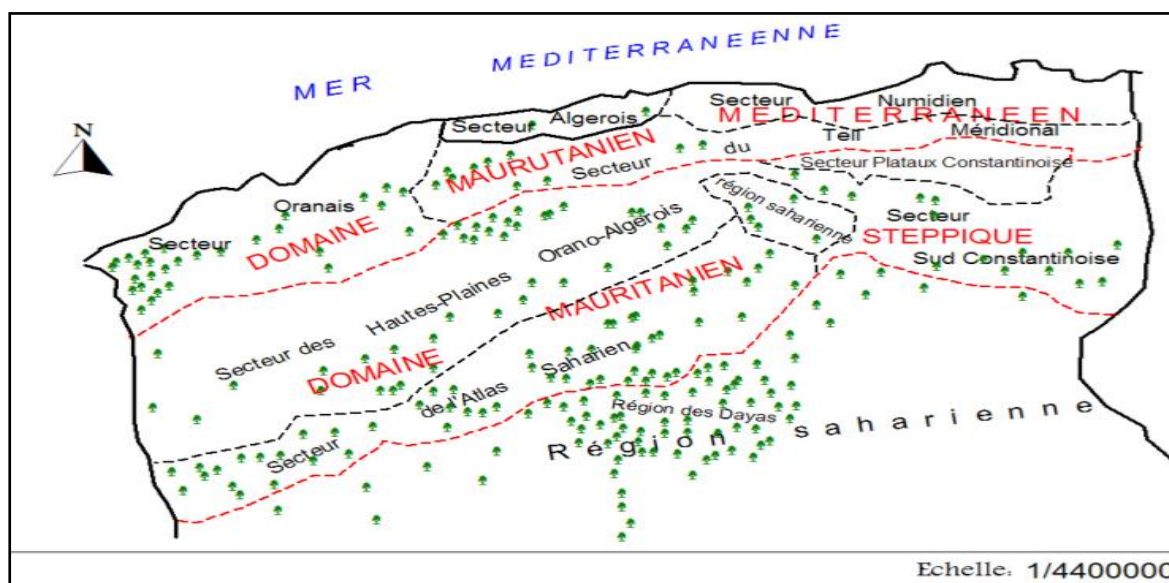 MER MEDITERRANEENNE
N
Secteur Algerois
Secteur Numidien
DOMAINE MAURUTANIEN MEDITERRANEEN
Secteur du Tell Méridional
Secteur Plataux Constantinoise
Secteur Oranais
région saharienne
Secteur des Hautes-Plaines Orano-Algerois
Secteur
Sud Constantinoise
DOMAINE MAURITANIEN STEPPIQUE
Secteur de l'Atlas Saharien
Région des Dayas
Région saharienne
Echelle: 1/4400000